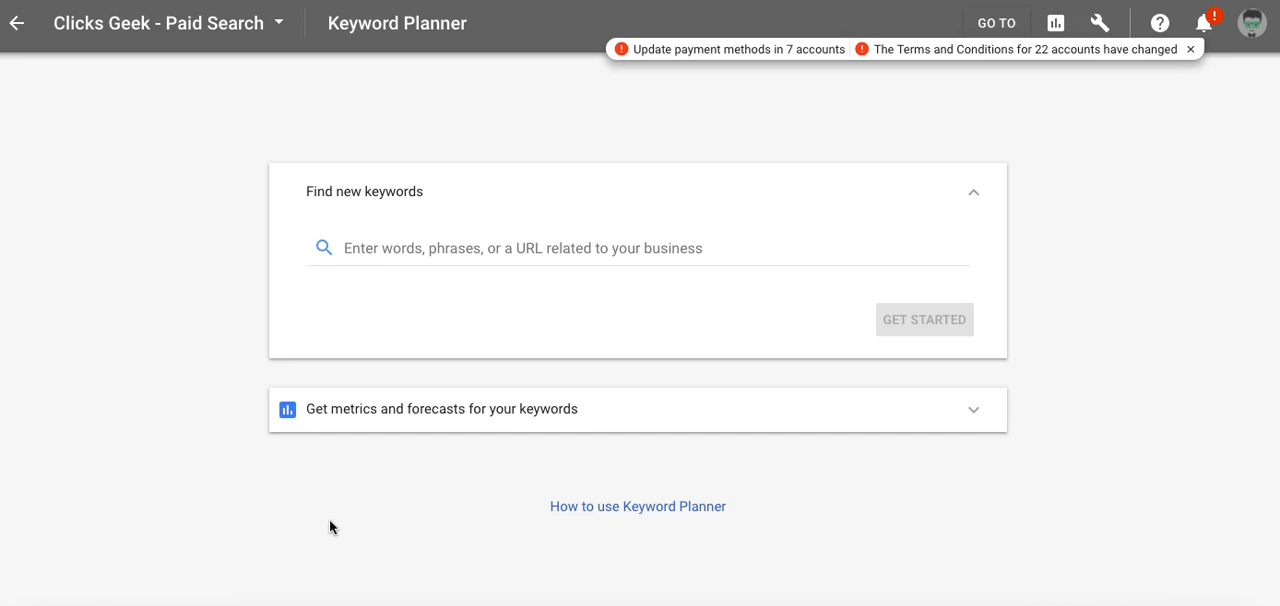 Clicks Geek - Paid Search
Keyword Planner
GO TO
Update payment methods in 7 accounts
The Terms and Conditions for 22 accounts have changed
Find new keywords
Enter words, phrases, or a URL related to your business
GET STARTED
Get metrics and forecasts for your keywords
How to use Keyword Planner